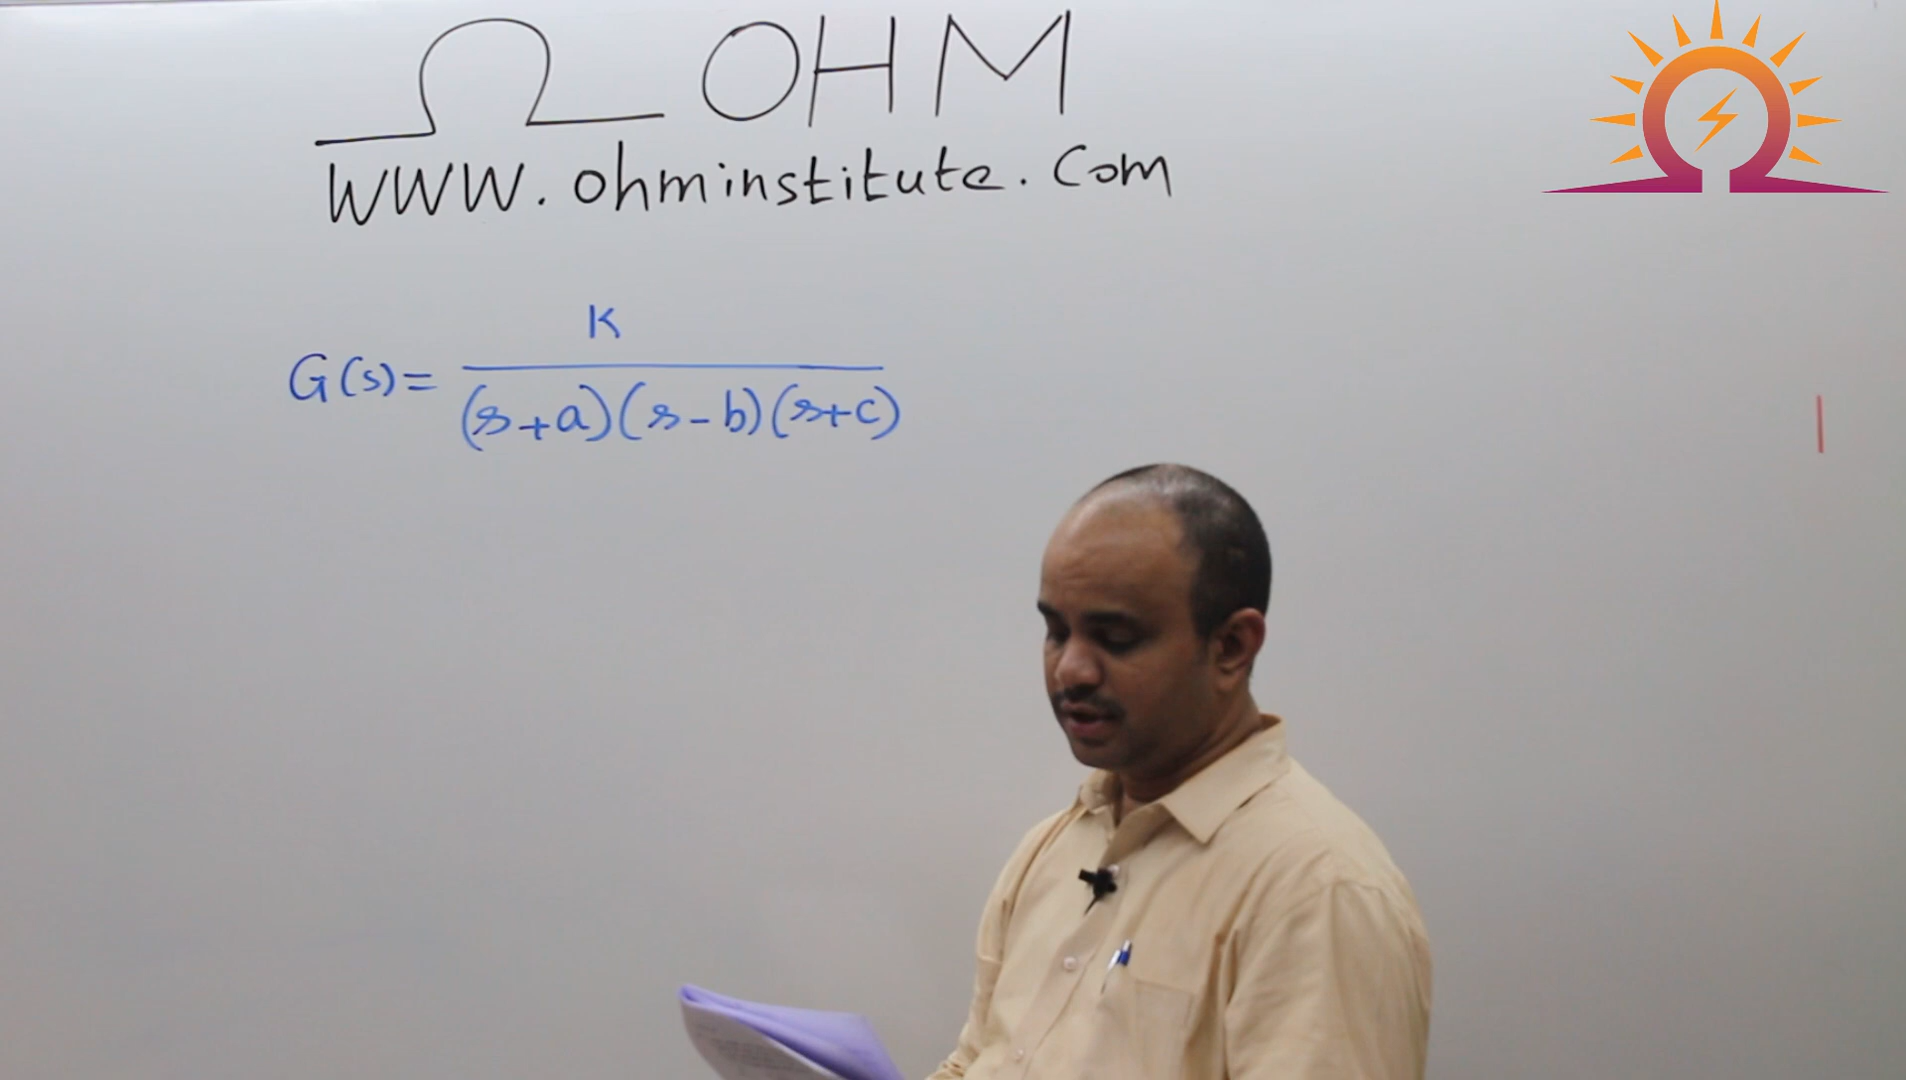 Ω OHM
www.ohminstitute.com
G(s) = K / (s+a)(s-b)(s+c)